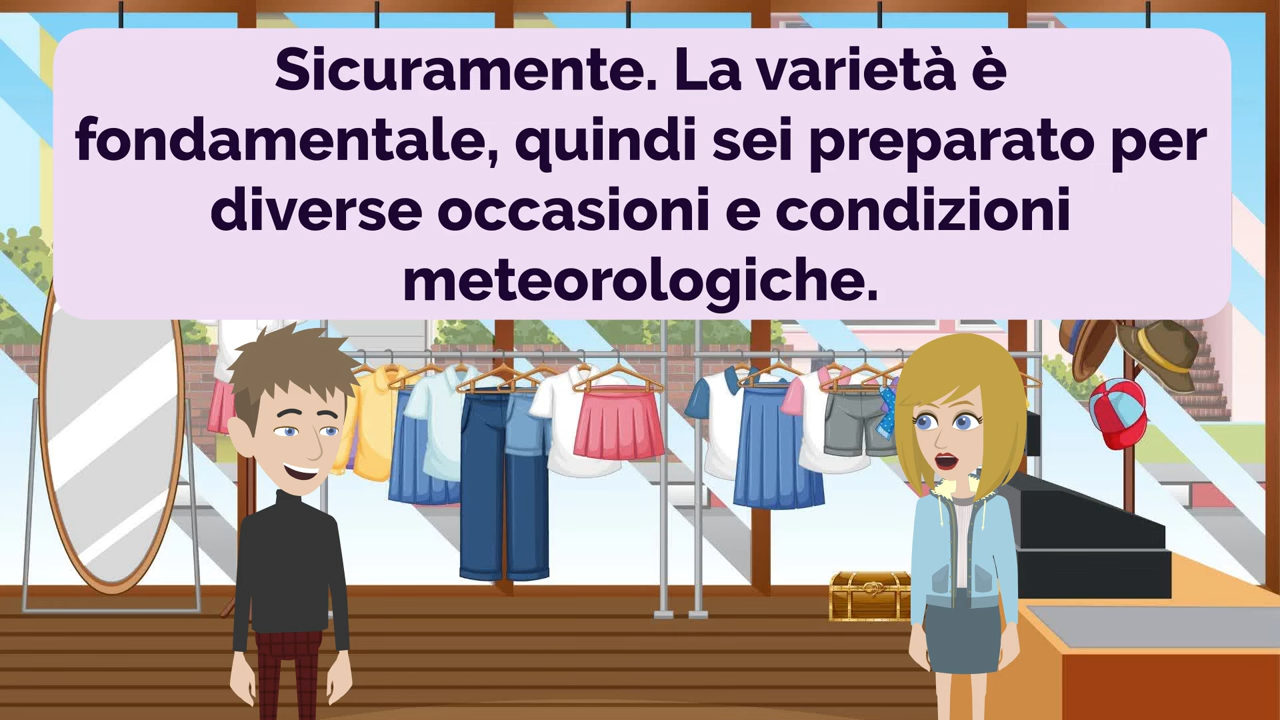 Sicuramente. La varietà è
fondamentale, quindi sei preparato per
diverse occasioni e condizioni
meteorologiche.